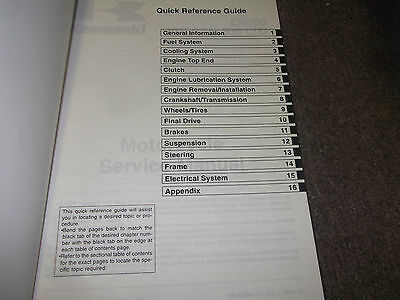 Quick Reference Guide
General Information 1
Fuel System 2
Cooling System 3
Engine Top End 4
Clutch 5
Engine Lubrication System 6
Engine Removal/Installation 7
Crankshaft/Transmission 8
Wheels/Tires 9
Final Drive 10
Brakes 11
Suspension 12
Steering 13
Frame 14
Electrical System 15
Appendix 16
This quick reference guide will assist
you in locating a desired topic or pro-
cedure.
•Bend the pages back to match the
black tab of the desired chapter num-
ber with the black tab on the edge at
each table of contents page.
•Refer to the sectional table of contents
for the exact pages to locate the spe-
cific topic required.
Kawasaki
Motorcycle
Service Manual